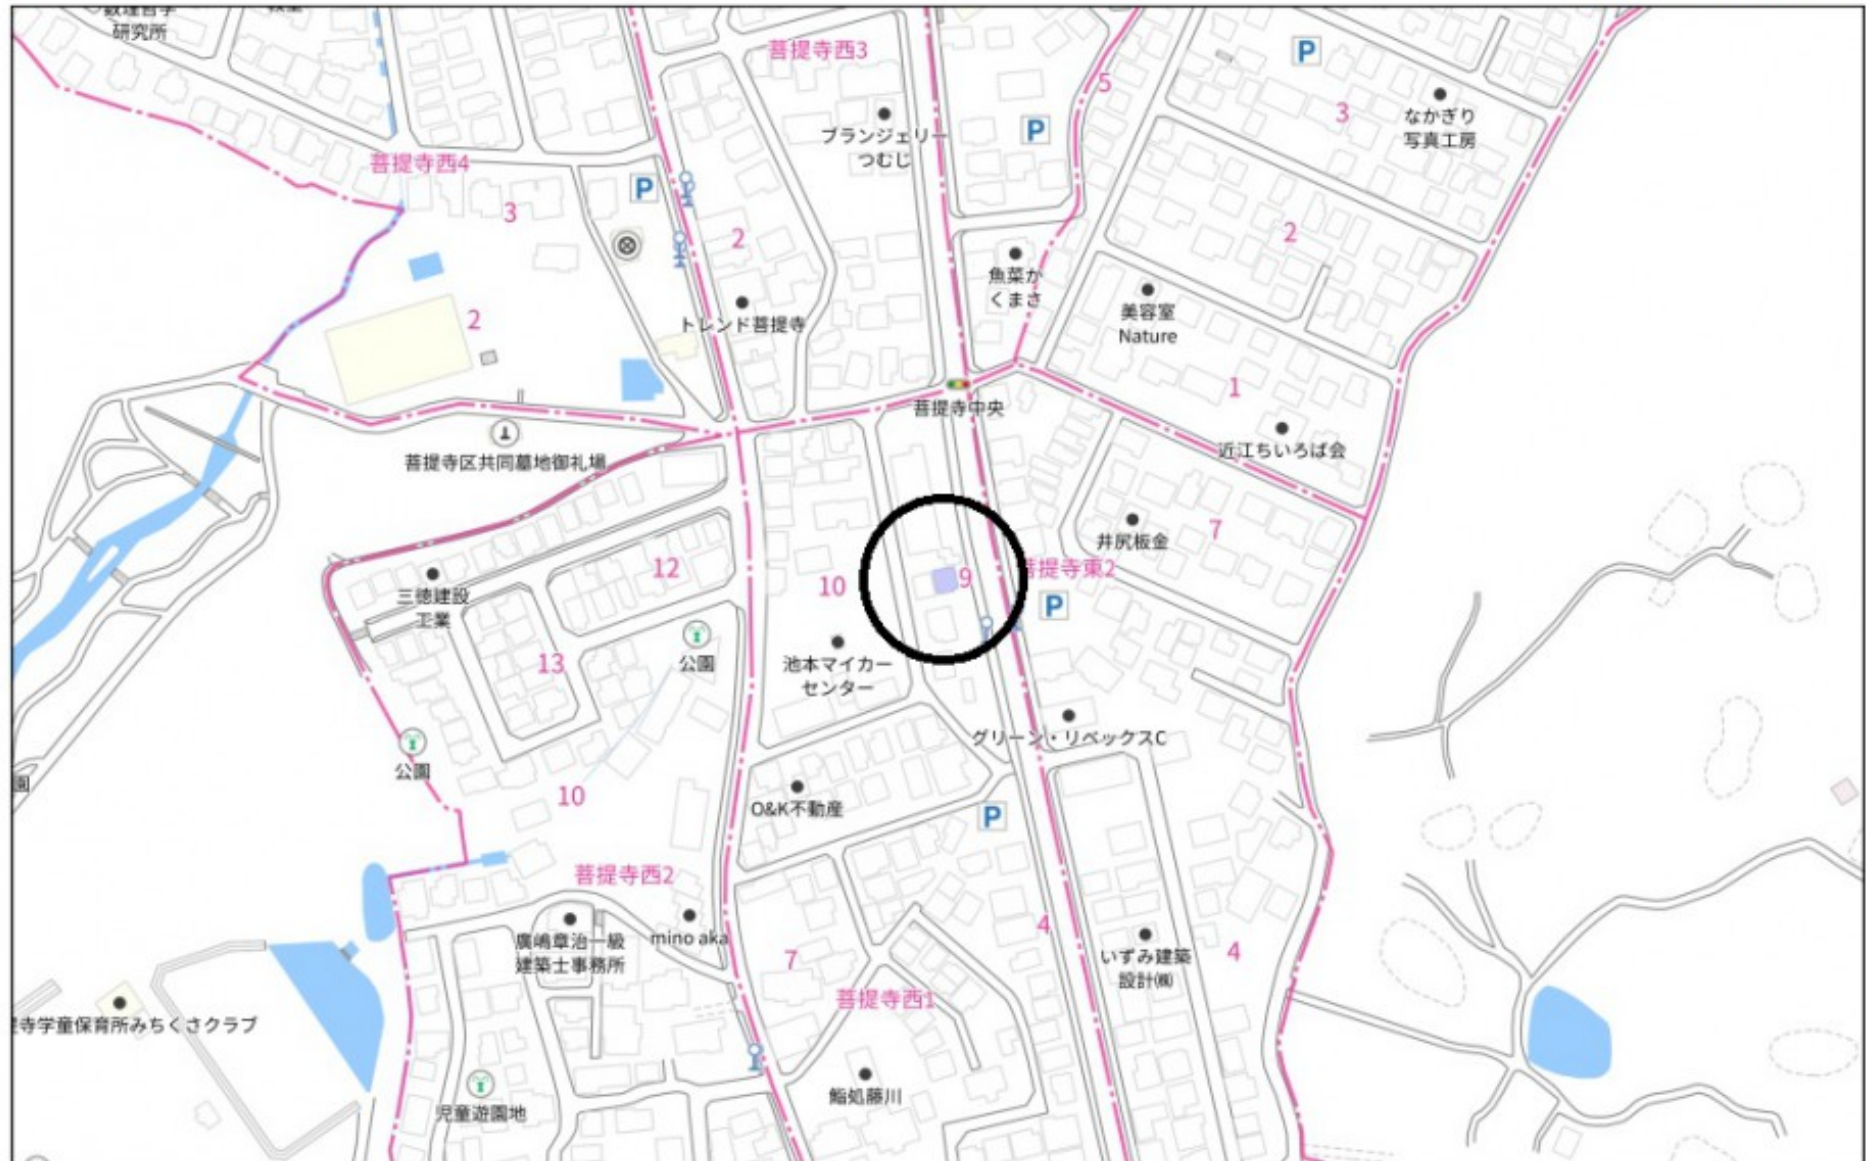 研究所
菩提寺西3
P
5
3
なかぎり
写真工房
ブランジェリー
つむじ
P
菩提寺西4
P
3
2
2
魚菜か
くまさ
美容室
Nature
2
トレンド菩提寺
1
菩提寺中央
近江ちいろば会
菩提寺区共同墓地御礼場
井尻板金
7
12
10
9
菩提寺東2
P
三徳建設
工業
13
公園
池本マイカー
センター
グリーン・リベックスC
公園
園
10
O&K不動産
P
菩提寺西2
廣嶋章治一級
建築士事務所
mino aka
4
7
いずみ建築
設計㈱
4
菩提寺西1
寺学童保育所みちくさクラブ
児童遊園地
鮨処藤川